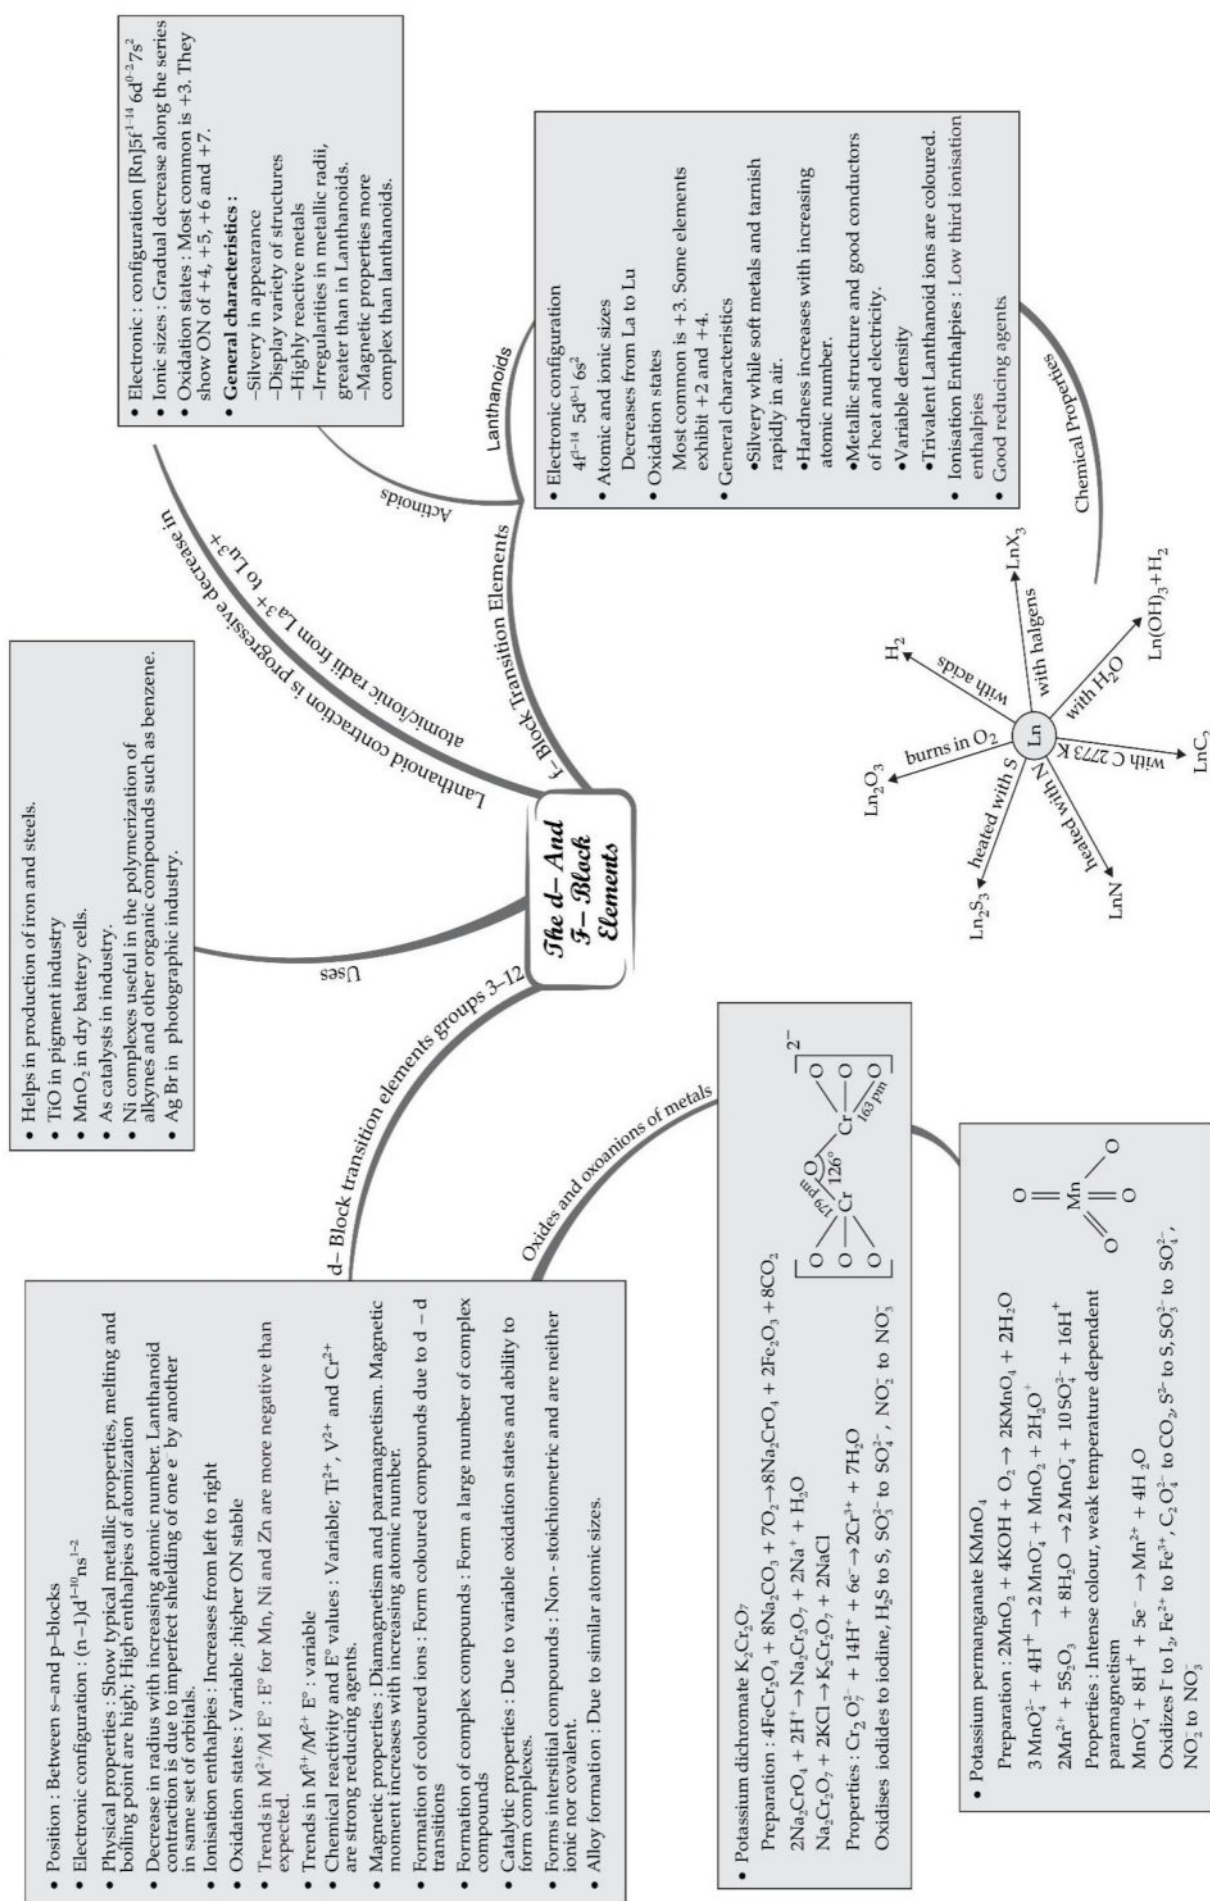 The d– And
F– Block
Elements
d– Block transition elements groups 3–12
• Position : Between s–and p–blocks
• Electronic configuration : (n–1)d¹⁻¹⁰ns¹⁻²
• Physical properties : Show typical metallic properties, melting and
boiling point are high; High enthalpies of atomization
• Decrease in radius with increasing atomic number. Lanthanoid
contraction is due to imperfect shielding of one e⁻ by another
in same set of orbitals.
• Ionisation enthalpies : Increases from left to right
• Oxidation states : Variable ;higher ON stable
• Trends in M²⁺/M E° : E° for Mn, Ni and Zn are more negative than
expected.
• Trends in M³⁺/M²⁺ E° : variable
• Chemical reactivity and E° values : Variable; Ti²⁺, V²⁺ and Cr²⁺
are strong reducing agents.
• Magnetic properties : Diamagnetism and paramagnetism. Magnetic
moment increases with increasing atomic number.
• Formation of coloured ions : Form coloured compounds due to d – d
transitions
• Formation of complex compounds : Form a large number of complex
compounds
• Catalytic properties : Due to variable oxidation states and ability to
form complexes.
• Forms interstitial compounds : Non - stoichiometric and are neither
ionic nor covalent.
• Alloy formation : Due to similar atomic sizes.
Oxides and oxoanions of metals
• Potassium dichromate K₂Cr₂O₇
Preparation : 4FeCr₂O₄ + 8Na₂CO₃ + 7O₂→8Na₂CrO₄ + 2Fe₂O₃ + 8CO₂
2Na₂CrO₄ + 2H⁺→Na₂Cr₂O₇ + 2Na⁺ + H₂O
Na₂Cr₂O₇ + 2KCl→K₂Cr₂O₇ + 2NaCl
Properties : Cr₂O₇²⁻ + 14H⁺ + 6e⁻→2Cr³⁺ + 7H₂O
Oxidises iodides to iodine, H₂S to S, SO₃²⁻ to SO₄²⁻ , NO₂⁻ to NO₃⁻
O O O Cr 179 pm O 126° Cr 163 pm O O O 2–
• Potassium permanganate KMnO₄
Preparation : 2MnO₂ + 4KOH + O₂→ 2KMnO₄ + 2H₂O
3 MnO₄²⁻ + 4H⁺→2 MnO₄⁻ + MnO₂ + 2H₂O⁺
2Mn²⁺ + 5S₂O₃ + 8H₂O →2 MnO₄⁻ + 10 SO₄²⁻ + 16H⁺
Properties : Intense colour, weak temperature dependent
paramagnetism
MnO₄⁻ + 8H⁺ + 5e⁻ →Mn²⁺ + 4H₂O
Oxidizes I⁻ to I₂, Fe²⁺ to Fe³⁺, C₂O₄²⁻ to CO₂, S²⁻ to S, SO₃²⁻ to SO₄²⁻ ,
NO₂⁻ to NO₃⁻
O Mn O O O
Uses
• Helps in production of iron and steels.
• TiO in pigment industry
• MnO₂ in dry battery cells.
• As catalysts in industry.
• Ni complexes useful in the polymerization of
alkynes and other organic compounds such as benzene.
• Ag Br in photographic industry.
Lanthanoid contraction is progressive decrease in
atomic/ionic radii from La³⁺ to Lu³⁺
f– Block Transition Elements
Actinoids
• Electronic : configuration [Rn]5f¹⁻¹⁴ 6d⁰⁻²7s²
• Ionic sizes : Gradual decrease along the series
• Oxidation states : Most common is +3. They
show ON of +4, +5, +6 and +7.
• General characteristics :
–Silvery in appearance
–Display variety of structures
–Highly reactive metals
–Irregularities in metallic radii,
greater than in Lanthanoids.
–Magnetic properties more
complex than lanthanoids.
Lanthanoids
• Electronic configuration
4f¹⁻¹⁴ 5d⁰⁻¹ 6s²
• Atomic and ionic sizes
Decreases from La to Lu
• Oxidation states
Most common is +3. Some elements
exhibit +2 and +4.
• General characteristics
•Silvery while soft metals and tarnish
rapidly in air.
•Hardness increases with increasing
atomic number.
•Metallic structure and good conductors
of heat and electricity.
•Variable density
•Trivalent Lanthanoid ions are coloured.
• Ionisation Enthalpies : Low third ionisation
enthalpies
• Good reducing agents
Chemical Properties
Ln
burns in O₂
Ln₂O₃
with acids
H₂
with halgens
LnX₃
with H₂O
Ln(OH)₃+H₂
with C 2773 K
LnC₂
heated with N
LnN
heated with S
Ln₂S₃